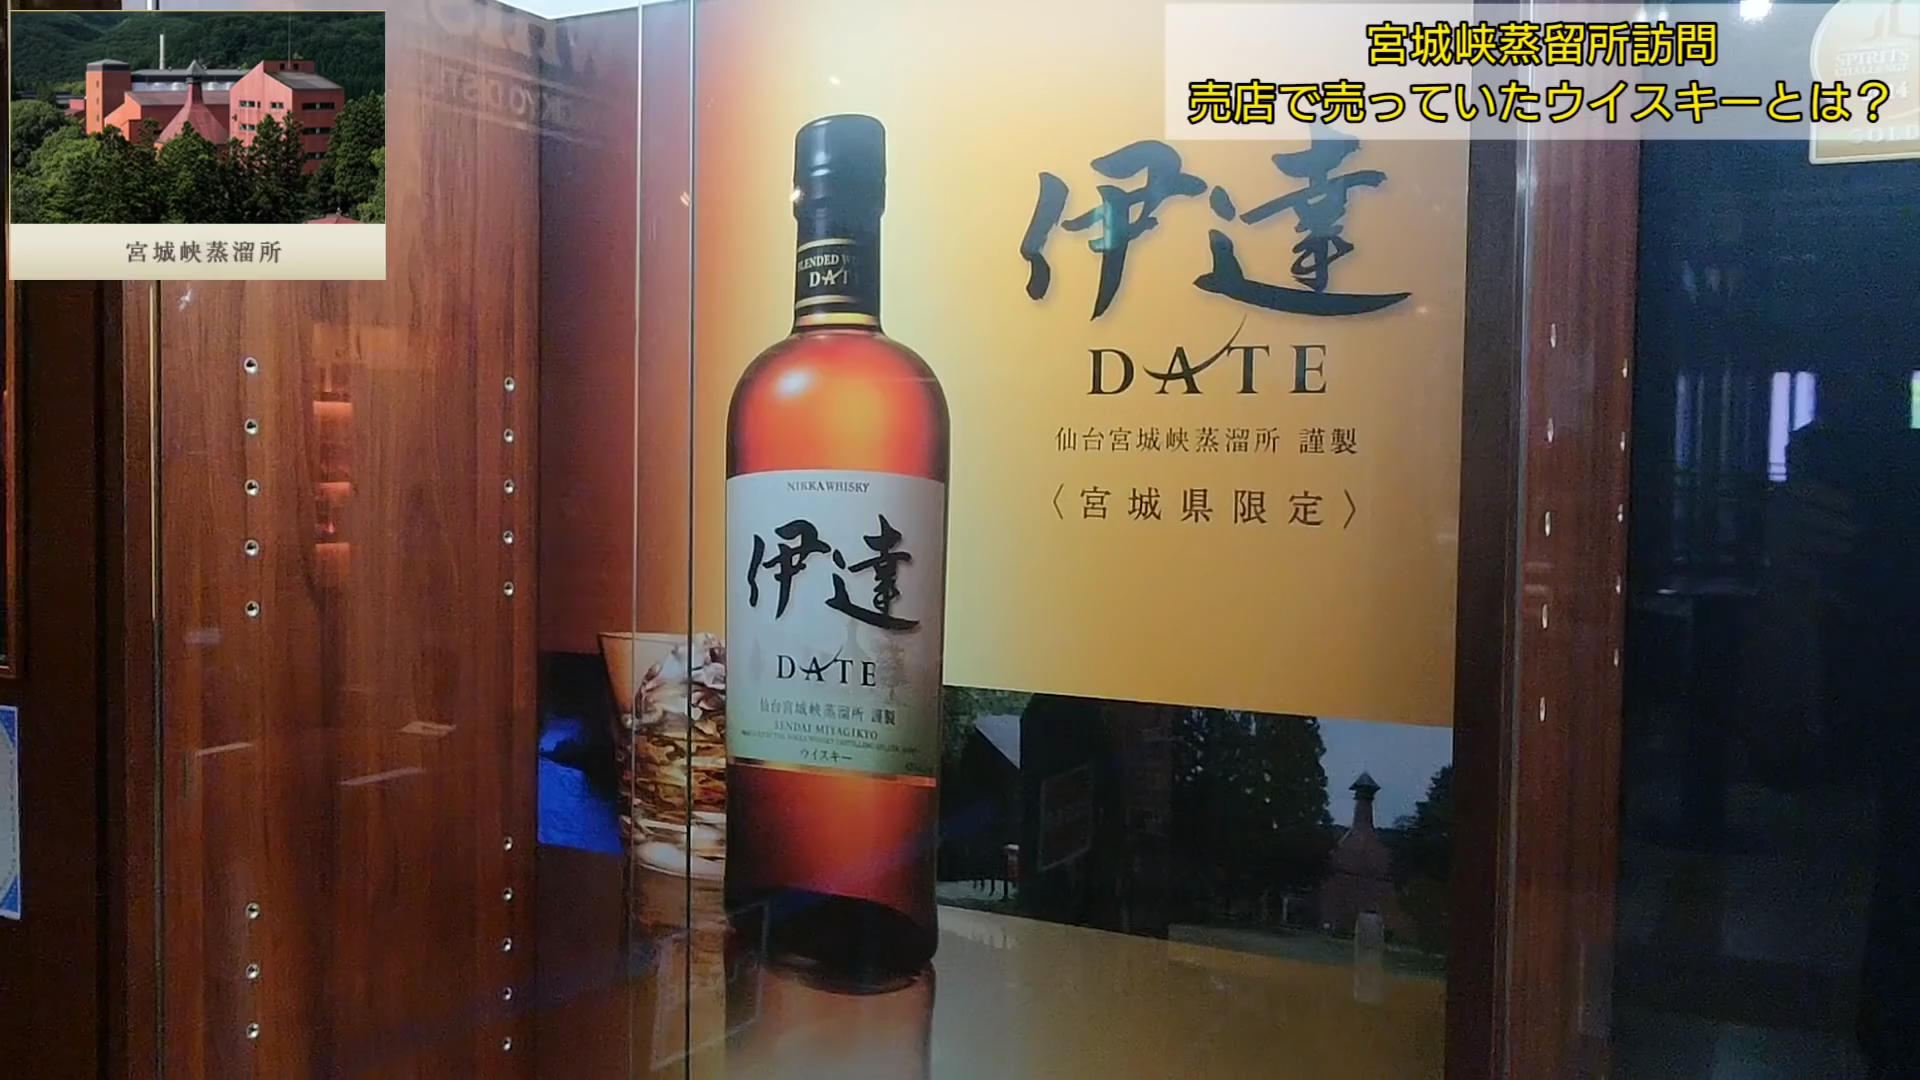 宮城峡蒸溜所
宮城峡蒸留所訪問
売店で売っていたウイスキーとは？
SPIRITS
CHALLENGE
GOLD
伊達
DATE
仙台宮城峡蒸溜所 謹製
〈宮城県限定〉
BLENDED
DATE
NIKKA WHISKY
伊達
DATE
仙台宮城峡蒸溜所 謹製
SENDAI MIYAGIKYO
ウイスキー